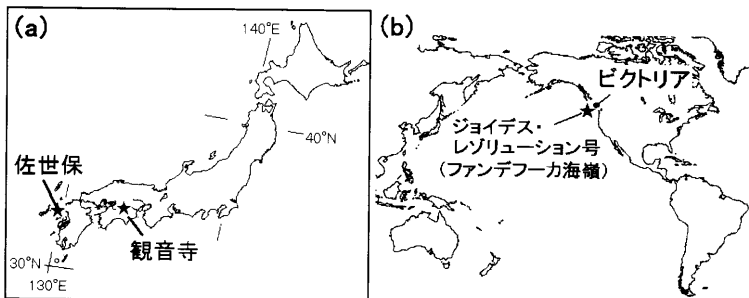 (a)
140°E
40°N
佐世保
観音寺
30°N
130°E
(b)
ビクトリア
ジョイデス・
レゾリューション号
(ファンデフーカ海嶺)